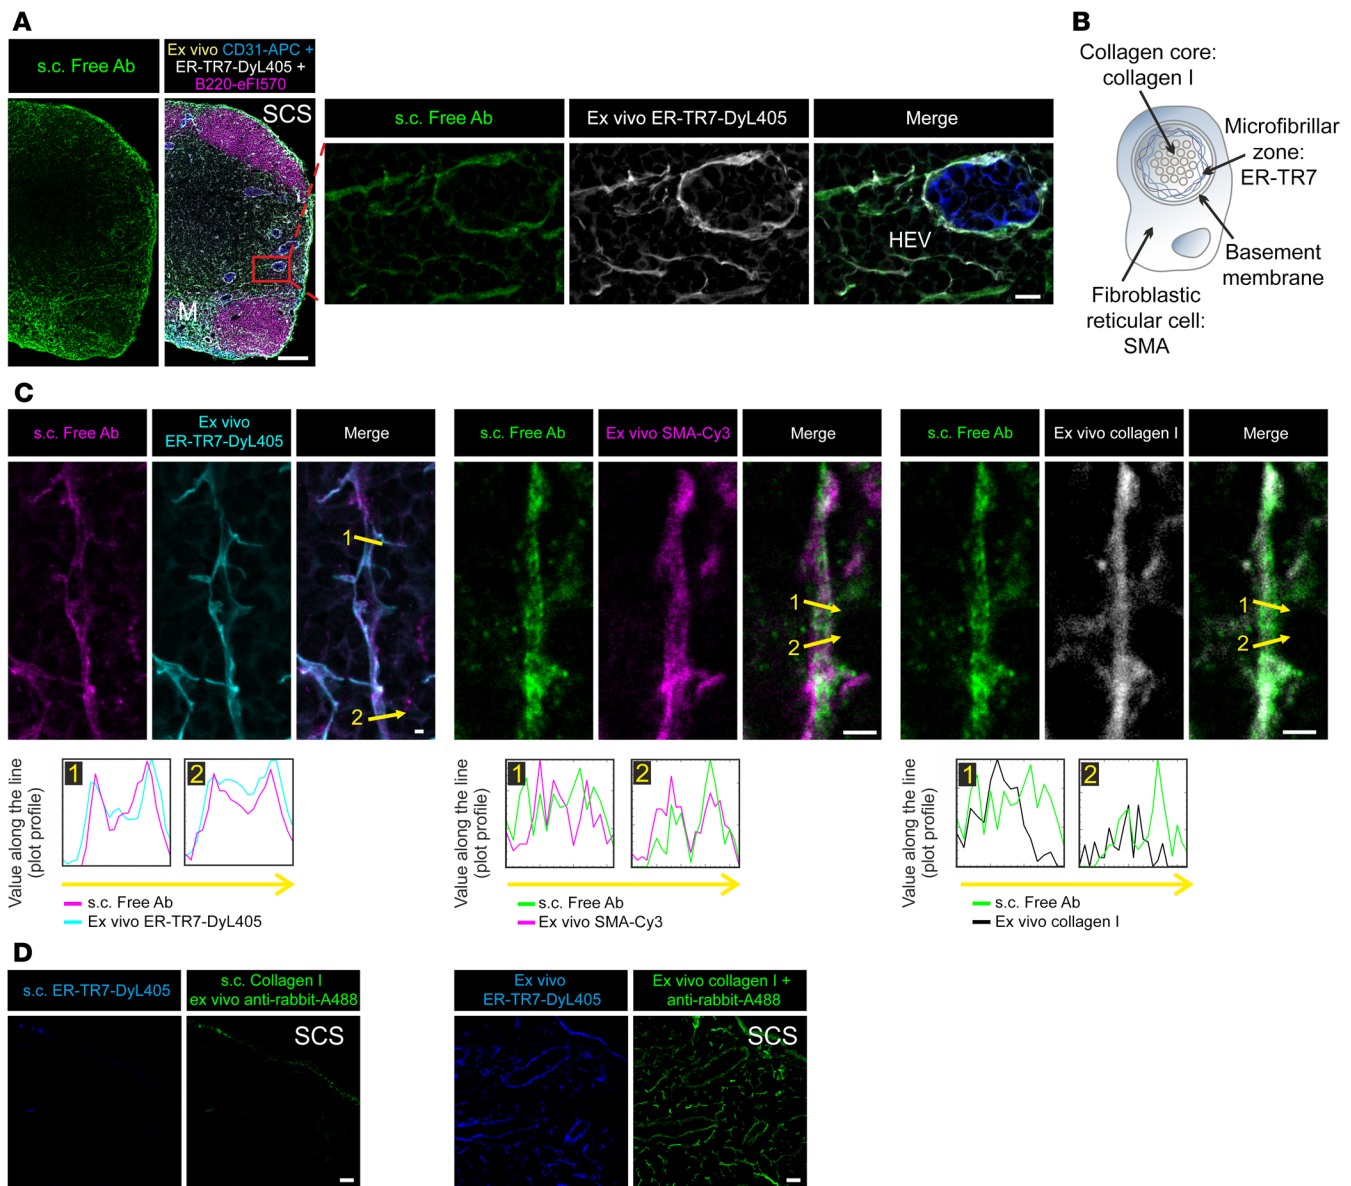 A
s.c. Free Ab
Ex vivo CD31-APC +
ER-TR7-DyL405 +
B220-eFl570
SCS
M
s.c. Free Ab
Ex vivo ER-TR7-DyL405
Merge
HEV
B
Collagen core:
collagen I
Microfibrillar
zone:
ER-TR7
Basement
membrane
Fibroblastic
reticular cell:
SMA
C
s.c. Free Ab
Ex vivo
ER-TR7-DyL405
Merge
1
2
s.c. Free Ab
Ex vivo SMA-Cy3
Merge
1
2
s.c. Free Ab
Ex vivo collagen I
Merge
1
2
Value along the line
(plot profile)
1
2
s.c. Free Ab
Ex vivo ER-TR7-DyL405
Value along the line
(plot profile)
1
2
s.c. Free Ab
Ex vivo SMA-Cy3
Value along the line
(plot profile)
1
2
s.c. Free Ab
Ex vivo collagen I
D
s.c. ER-TR7-DyL405
s.c. Collagen I
ex vivo anti-rabbit-A488
SCS
Ex vivo
ER-TR7-DyL405
Ex vivo collagen I +
anti-rabbit-A488
SCS